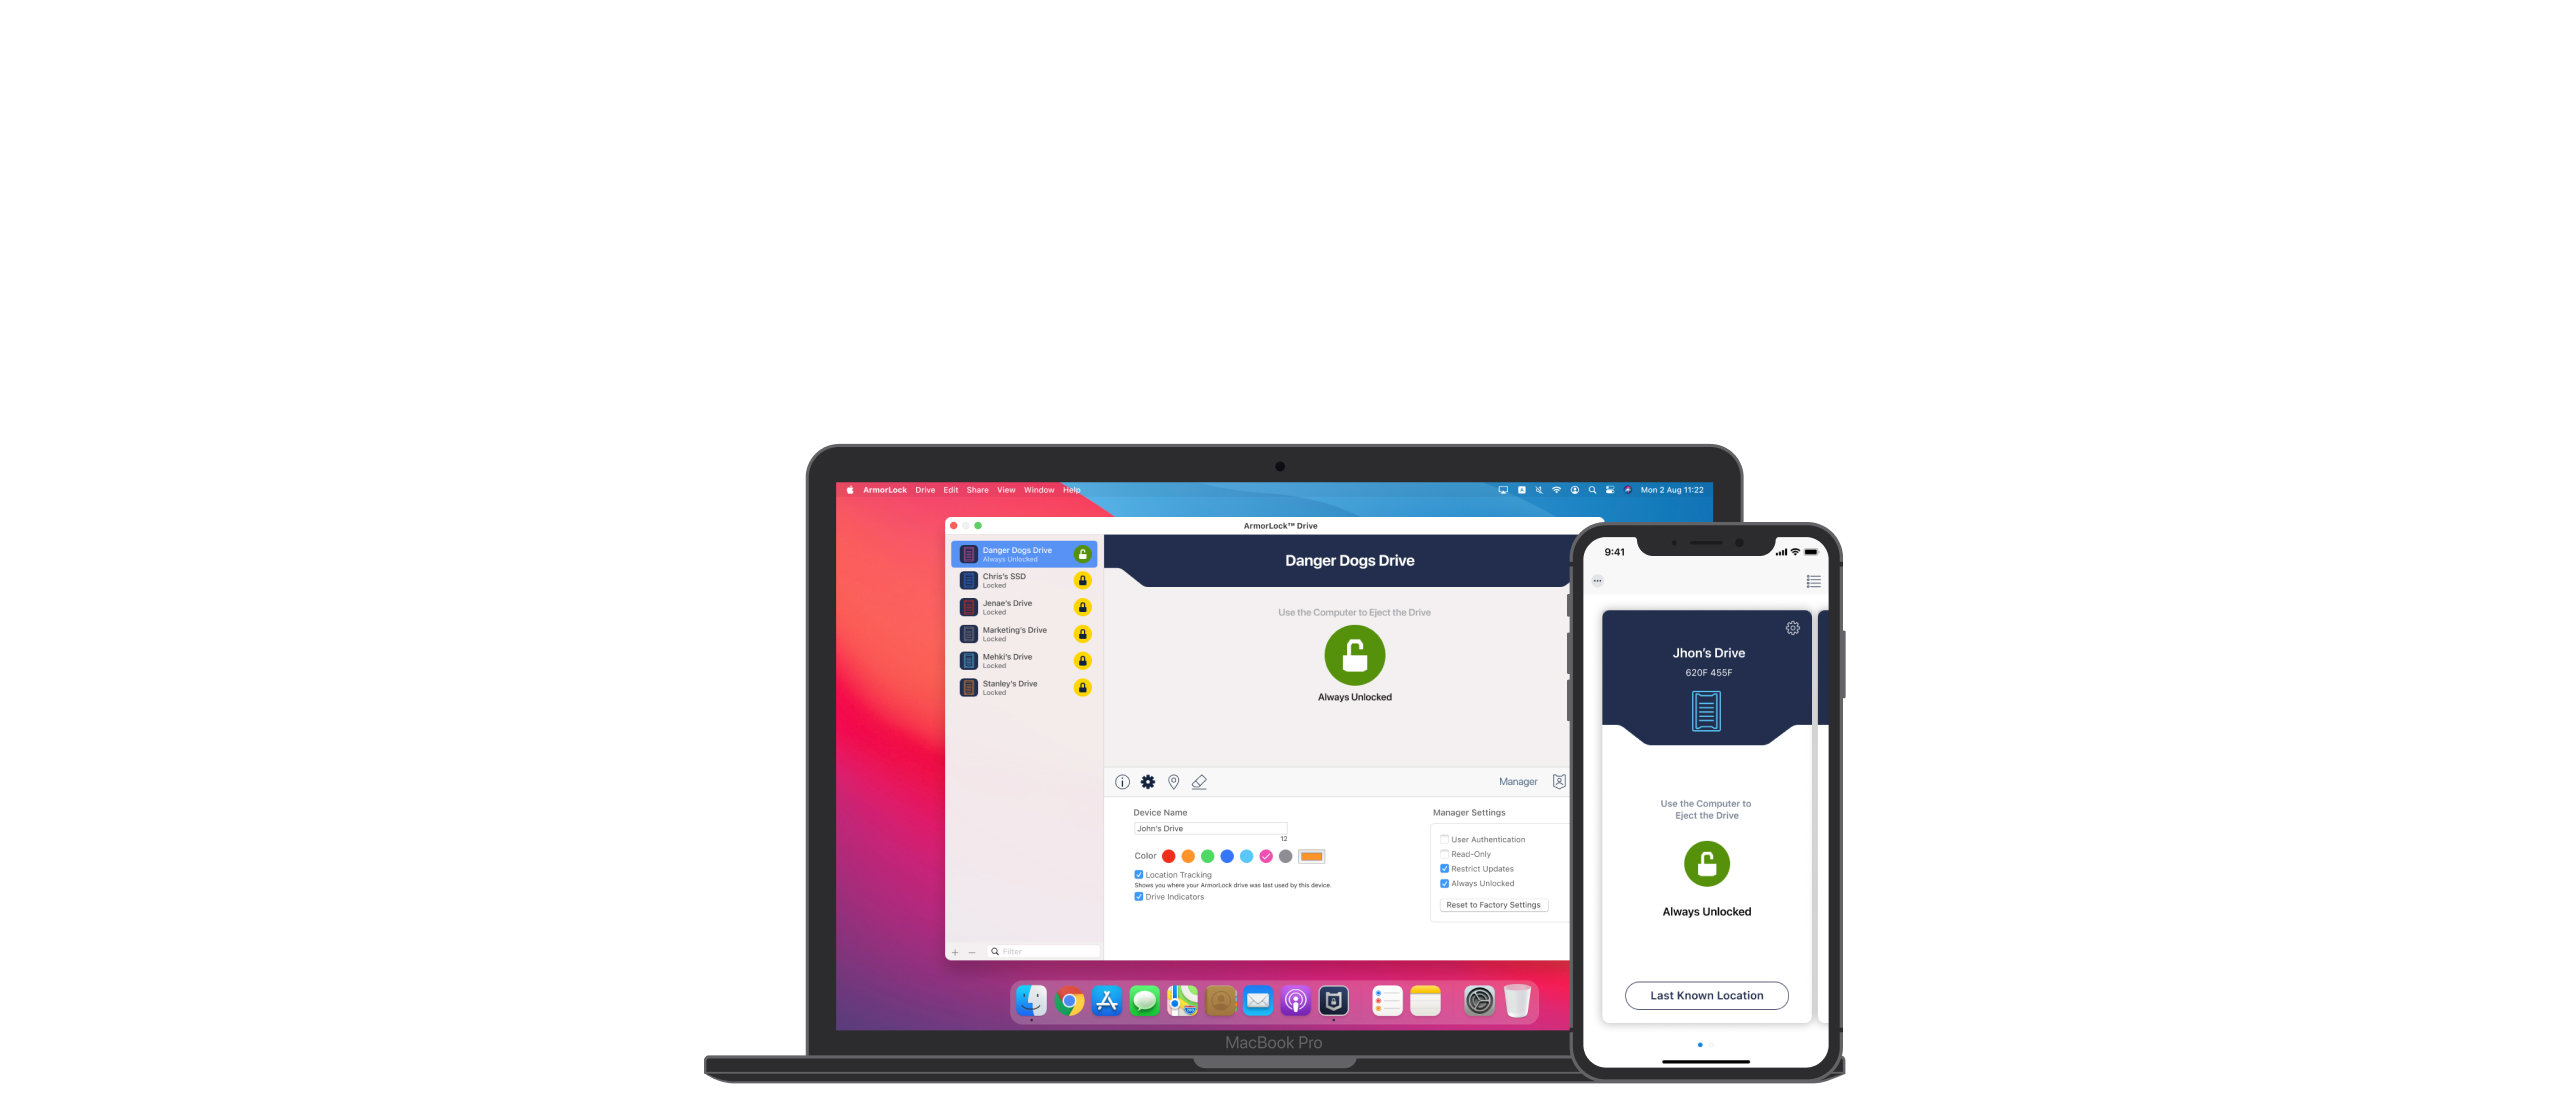 ArmorLock Drive Edit Share View Window Help
Mon 2 Aug 11:22
ArmorLock™ Drive
Danger Dogs Drive
Always Unlocked
Chris's SSD
Locked
Jenae's Drive
Locked
Marketing's Drive
Locked
Mehki's Drive
Locked
Stanley's Drive
Locked
Filter
Danger Dogs Drive
Use the Computer to Eject the Drive
Always Unlocked
Manager
Device Name
John's Drive
12
Color
Location Tracking
Shows you where your ArmorLock drive was last used by this device.
Drive Indicators
Manager Settings
User Authentication
Read-Only
Restrict Updates
Always Unlocked
Reset to Factory Settings
MacBook Pro
9:41
Jhon's Drive
620F 455F
Use the Computer to
Eject the Drive
Always Unlocked
Last Known Location